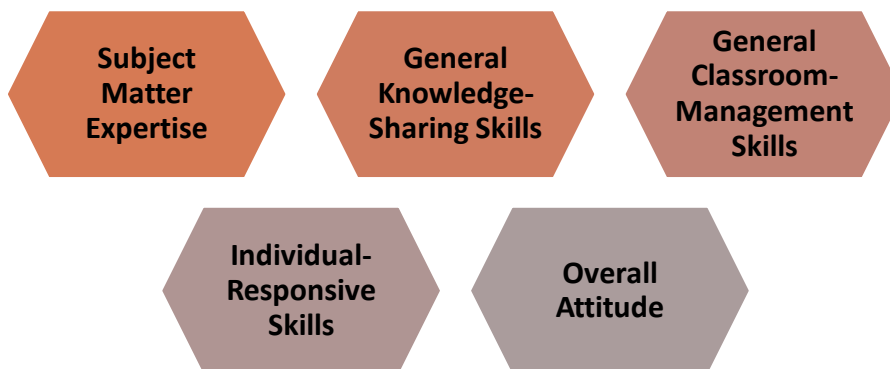 Subject
Matter
Expertise
General
Knowledge-
Sharing Skills
General
Classroom-
Management
Skills
Individual-
Responsive
Skills
Overall
Attitude